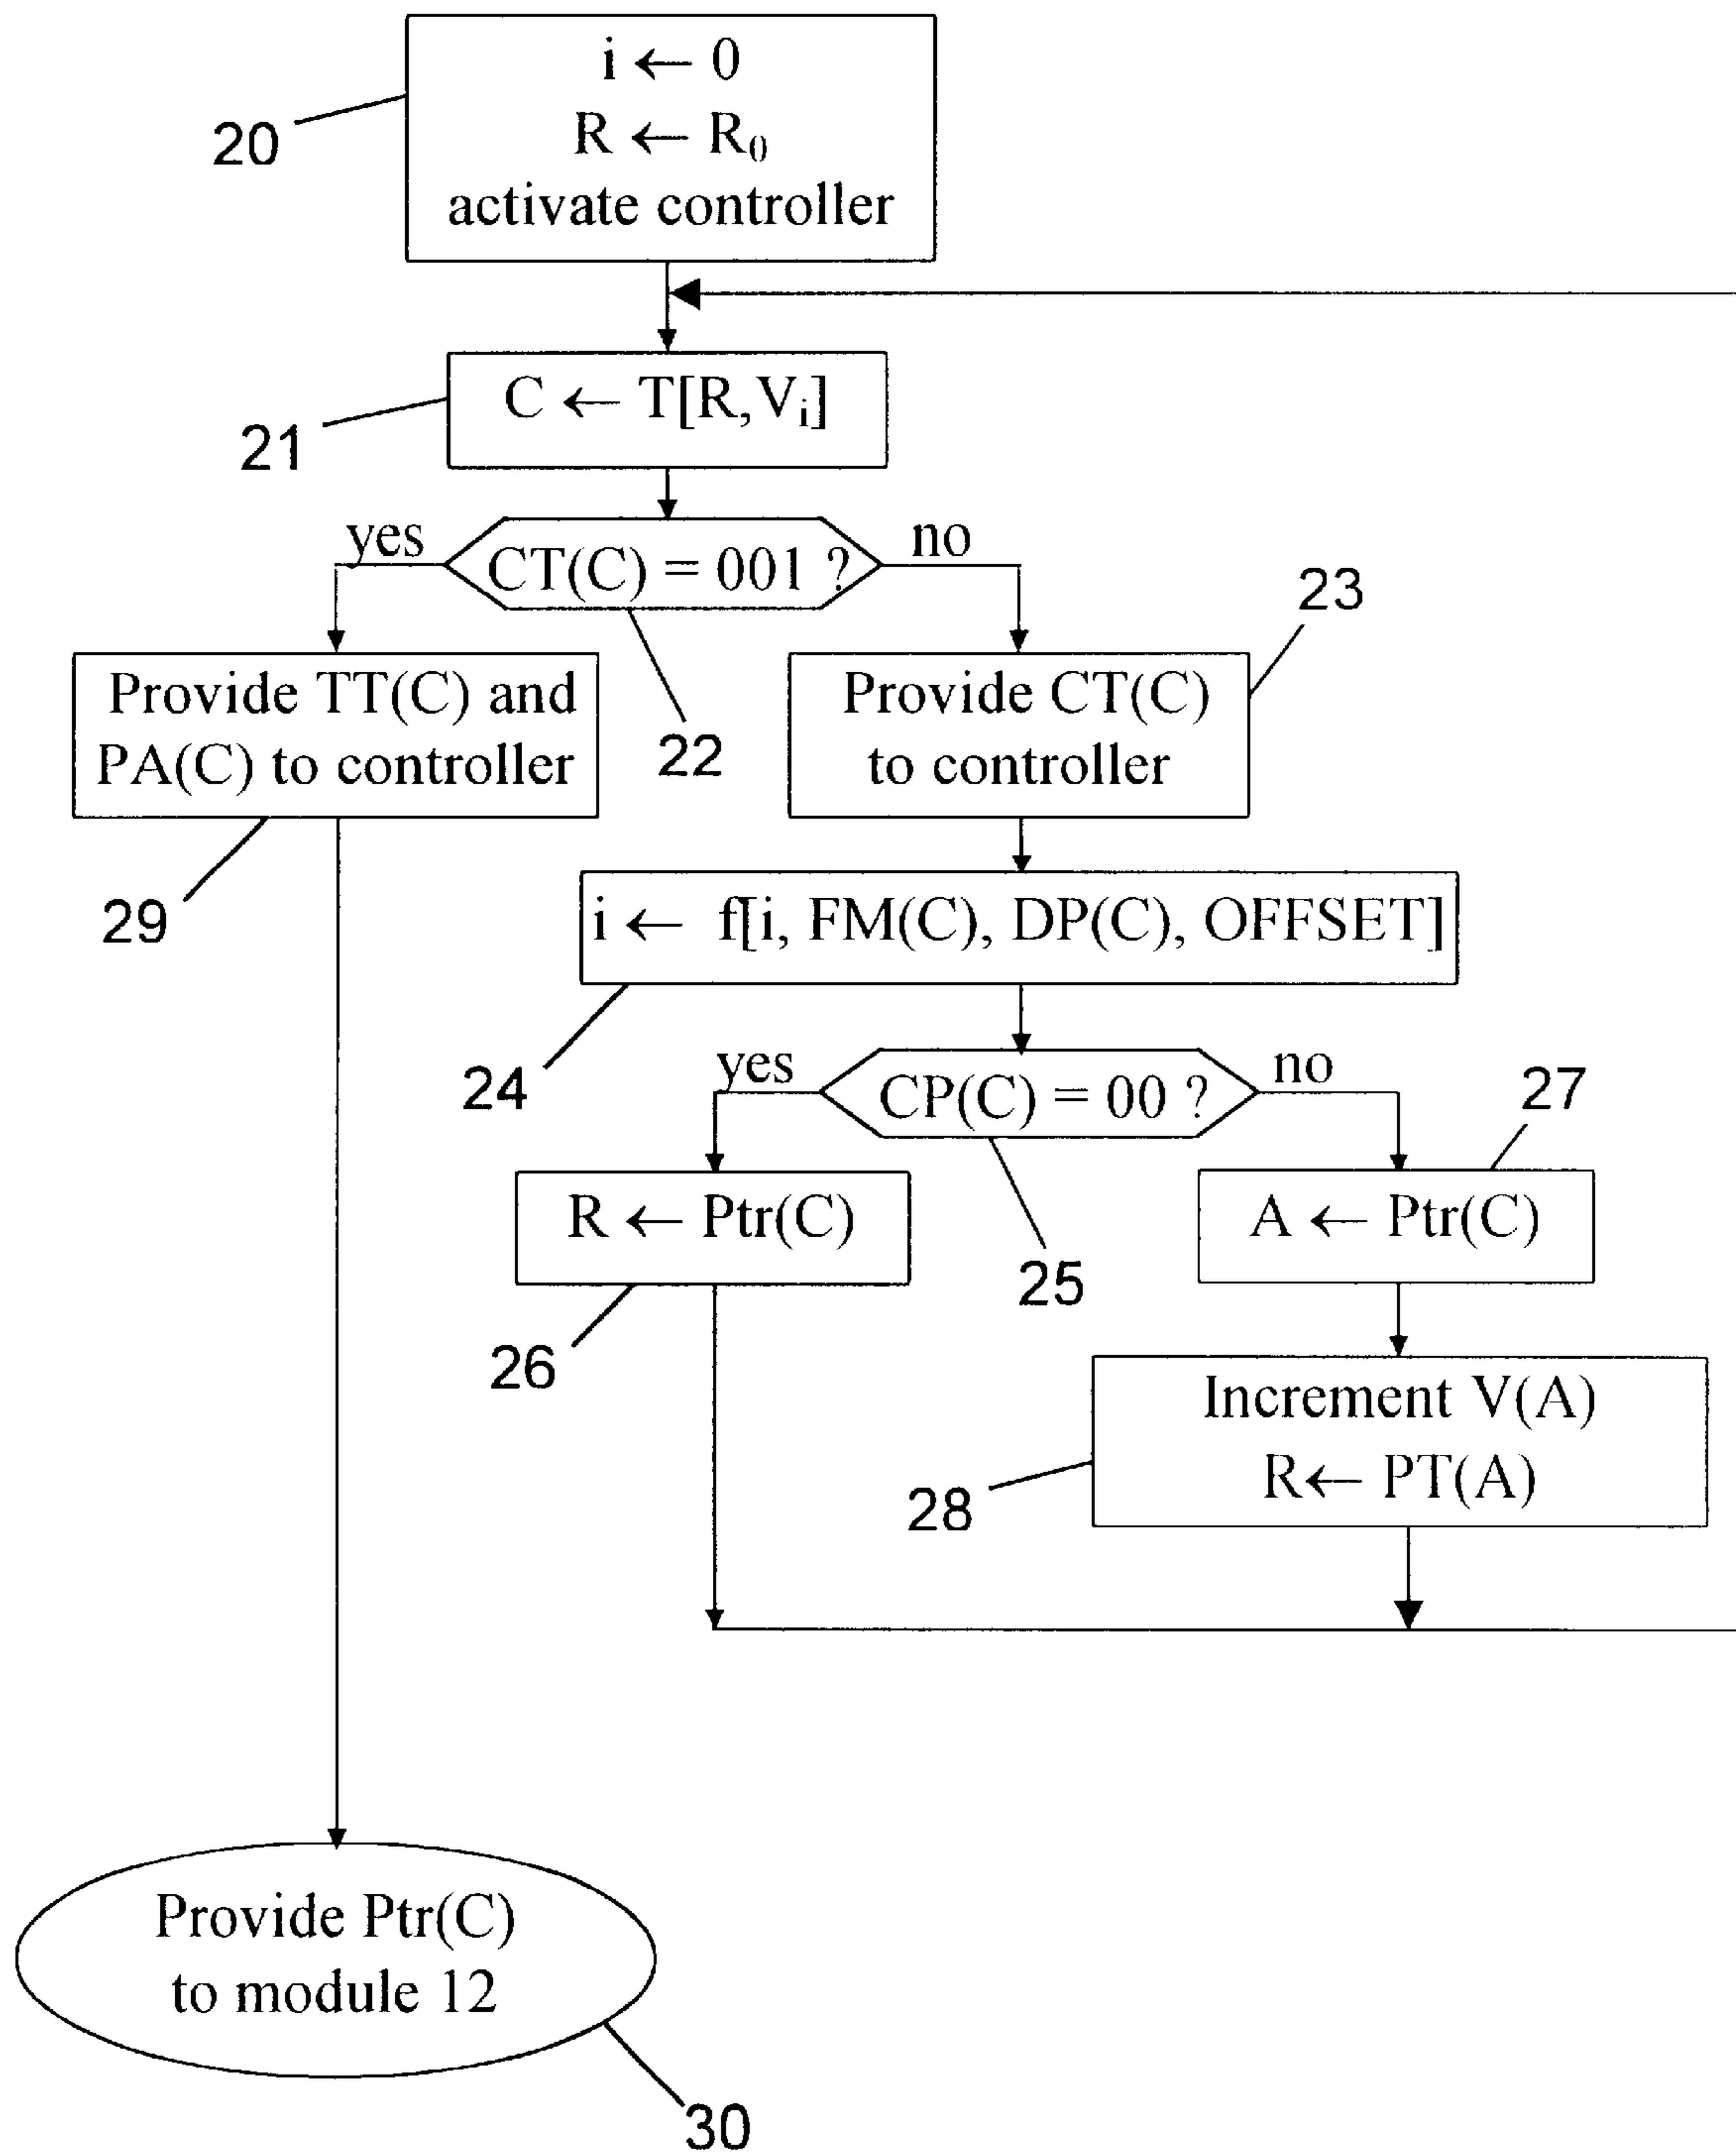 i ← 0
R ← R₀
activate controller
20
C ← T[R,Vᵢ]
21
yes
CT(C) = 001 ?
no
22
23
Provide TT(C) and
PA(C) to controller
29
Provide CT(C)
to controller
i ← f[i, FM(C), DP(C), OFFSET]
24
yes
CP(C) = 00 ?
no
25
27
R ← Ptr(C)
26
A ← Ptr(C)
Increment V(A)
R← PT(A)
28
Provide Ptr(C)
to module 12
30